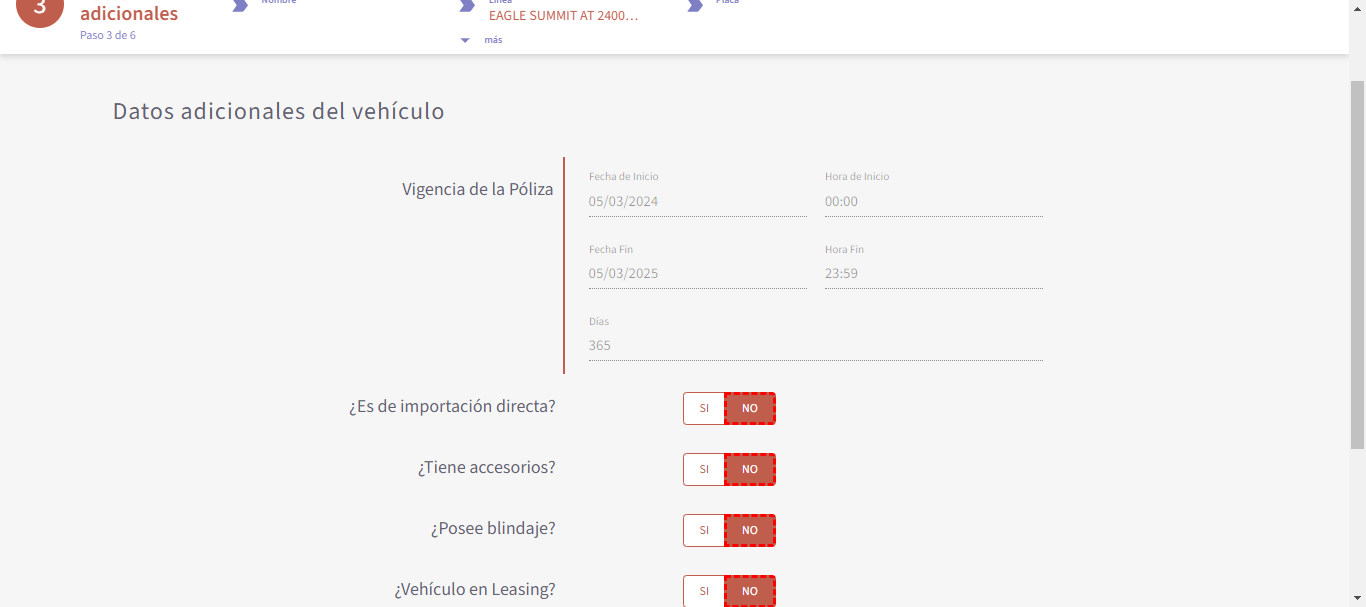 3
adicionales
Paso 3 de 6
Nombre
Línea
EAGLE SUMMIT AT 2400...
más
Placa
Datos adicionales del vehículo
Vigencia de la Póliza
Fecha de Inicio
05/03/2024
Hora de Inicio
00:00
Fecha Fin
05/03/2025
Hora Fin
23:59
Días
365
¿Es de importación directa?
SI NO
¿Tiene accesorios?
SI NO
¿Posee blindaje?
SI NO
¿Vehículo en Leasing?
SI NO